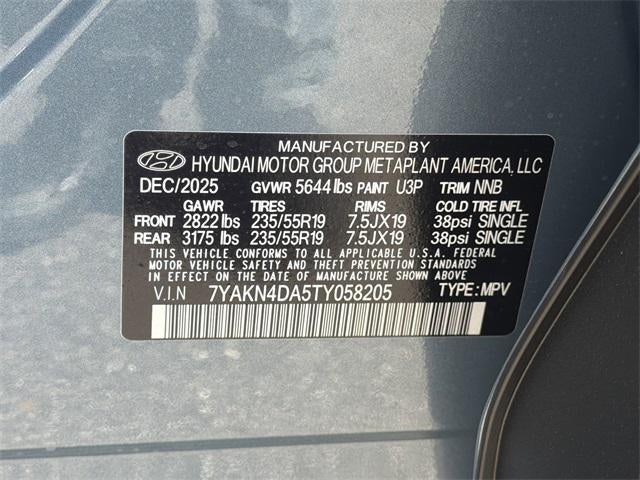 MANUFACTURED BY
HYUNDAI MOTOR GROUP METAPLANT AMERICA, LLC
DEC/2025 GVWR 5644 lbs PAINT U3P TRIM NNB
GAWR TIRES RIMS COLD TIRE INFL
FRONT 2822 lbs 235/55R19 7.5JX19 38psi SINGLE
REAR 3175 lbs 235/55R19 7.5JX19 38psi SINGLE
THIS VEHICLE CONFORMS TO ALL APPLICABLE U.S.A. FEDERAL
MOTOR VEHICLE SAFETY, BUMPER, AND THEFT PREVENTION STANDARDS
IN EFFECT ON THE DATE OF MANUFACTURE SHOWN ABOVE.
V.I.N 7YAKN4DA5TY058205 TYPE: MPV